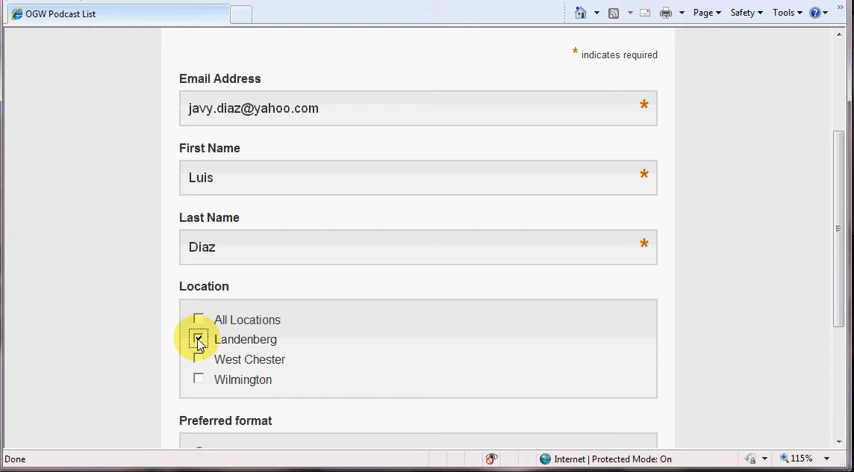 OGW Podcast List
Page
Safety
Tools
* indicates required
Email Address
javy.diaz@yahoo.com *
First Name
Luis *
Last Name
Diaz *
Location
All Locations
Landenberg
West Chester
Wilmington
Preferred format
Done
Internet | Protected Mode: On
115%